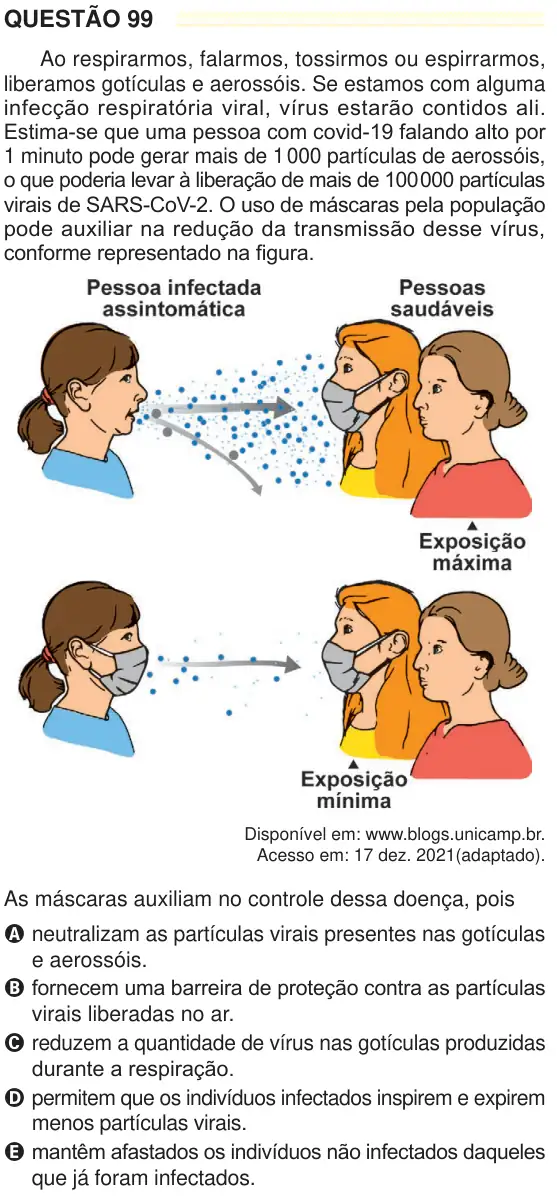 QUESTÃO 99
Ao respirarmos, falarmos, tossirmos ou espirrarmos,
liberamos gotículas e aerossóis. Se estamos com alguma
infecção respiratória viral, vírus estarão contidos ali.
Estima-se que uma pessoa com covid-19 falando alto por
1 minuto pode gerar mais de 1 000 partículas de aerossóis,
o que poderia levar à liberação de mais de 100 000 partículas
virais de SARS-CoV-2. O uso de máscaras pela população
pode auxiliar na redução da transmissão desse vírus,
conforme representado na figura.
Pessoa infectada
assintomática
Pessoas
saudáveis
Exposição
máxima
Exposição
mínima
Disponível em: www.blogs.unicamp.br.
Acesso em: 17 dez. 2021(adaptado).
As máscaras auxiliam no controle dessa doença, pois
A neutralizam as partículas virais presentes nas gotículas
e aerossóis.
B fornecem uma barreira de proteção contra as partículas
virais liberadas no ar.
C reduzem a quantidade de vírus nas gotículas produzidas
durante a respiração.
D permitem que os indivíduos infectados inspirem e expirem
menos partículas virais.
E mantêm afastados os indivíduos não infectados daqueles
que já foram infectados.